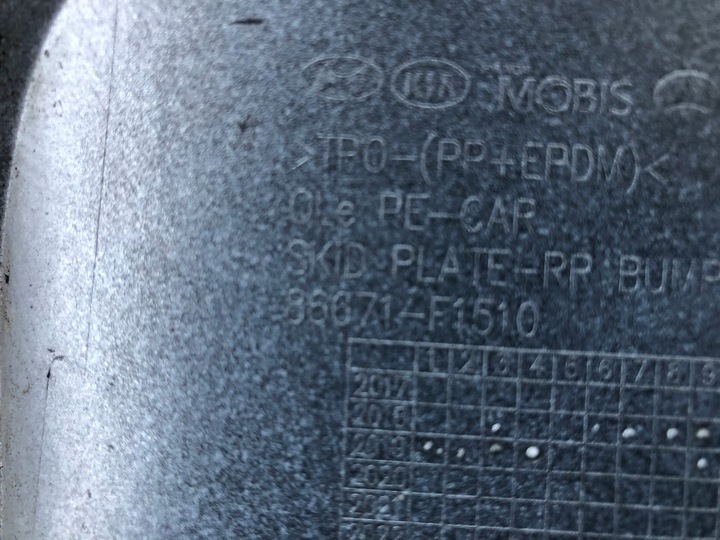 KIA MOBIS
>TPO-(PP+EPDM)<
QLe PE-CAR
SKID PLATE-RR BUMP
86671-F1510
1 2 3 4 5 6 7 8 9
2017
2018
2019
2020
2021